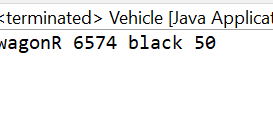 <terminated> Vehicle [Java Applicat
wagonR 6574 black 50